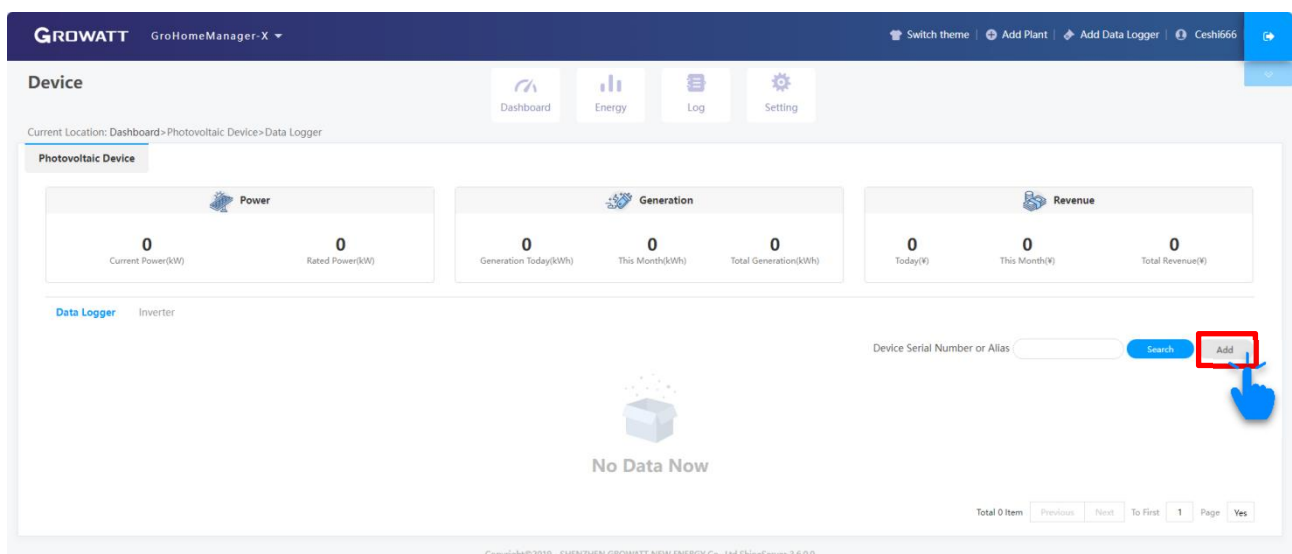 GROWATT GroHomeManager-X Switch theme | Add Plant | Add Data Logger | Ceshi666
Device
Dashboard Energy Log Setting
Current Location: Dashboard>Photovoltaic Device>Data Logger
Photovoltaic Device
Power Generation Revenue
0 0 0 0 0 0 0 0
Current Power(kW) Rated Power(kW) Generation Today(kWh) This Month(kWh) Total Generation(kWh) Today(¥) This Month(¥) Total Revenue(¥)
Data Logger Inverter
Device Serial Number or Alias Search Add
No Data Now
Total 0 Item Previous Next To First 1 Page Yes